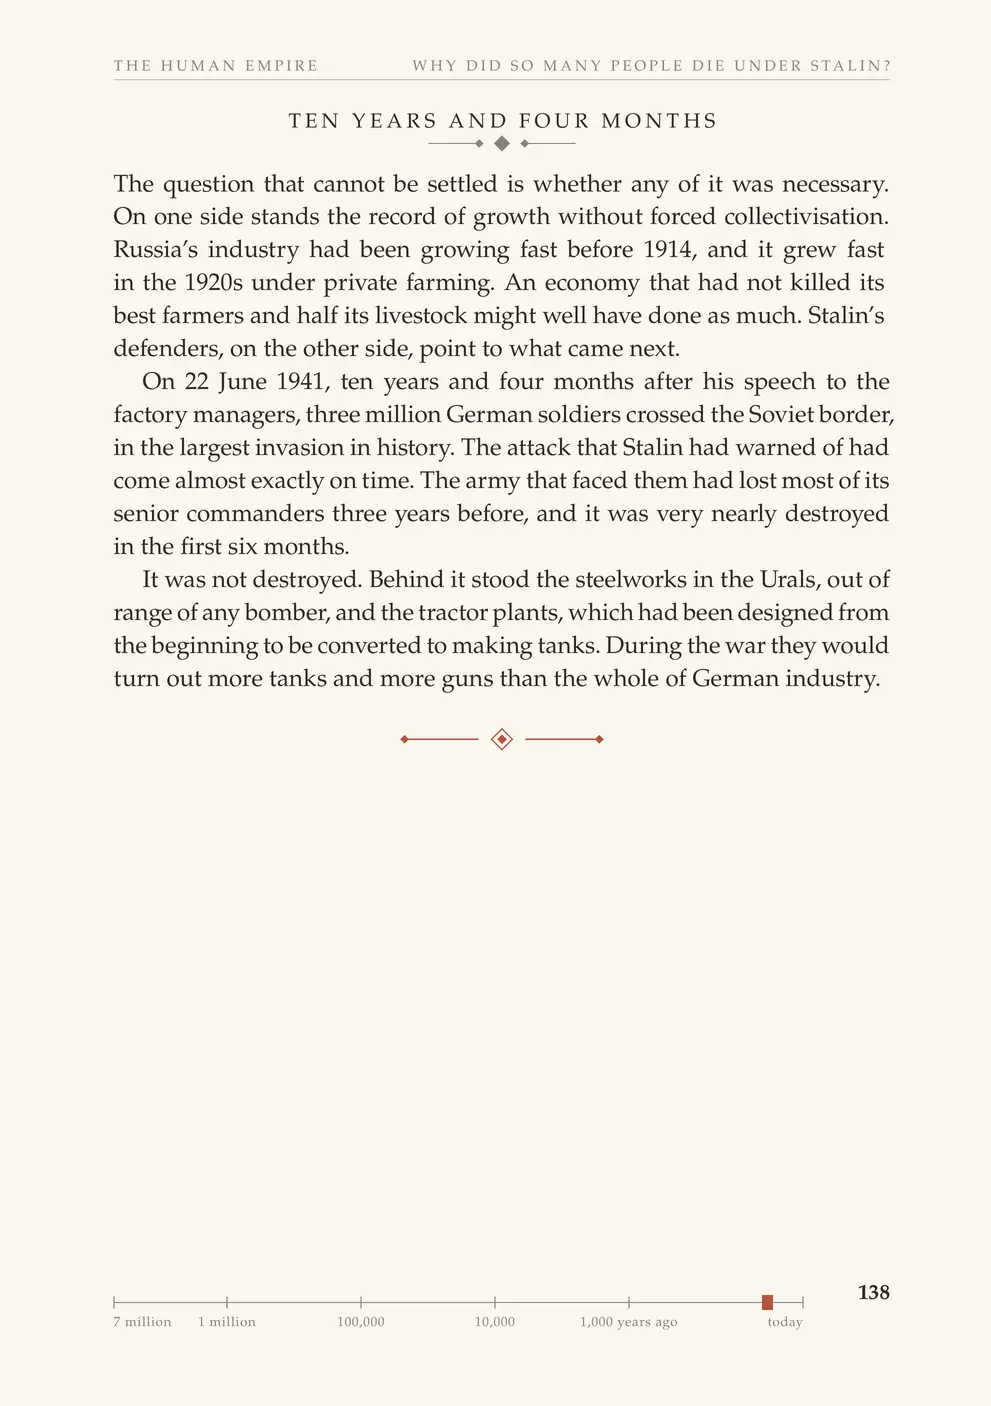 THE HUMAN EMPIRE
WHY DID SO MANY PEOPLE DIE UNDER STALIN?
TEN YEARS AND FOUR MONTHS
The question that cannot be settled is whether any of it was necessary.
On one side stands the record of growth without forced collectivisation.
Russia’s industry had been growing fast before 1914, and it grew fast
in the 1920s under private farming. An economy that had not killed its
best farmers and half its livestock might well have done as much. Stalin’s
defenders, on the other side, point to what came next.
On 22 June 1941, ten years and four months after his speech to the
factory managers, three million German soldiers crossed the Soviet border,
in the largest invasion in history. The attack that Stalin had warned of had
come almost exactly on time. The army that faced them had lost most of its
senior commanders three years before, and it was very nearly destroyed
in the first six months.
It was not destroyed. Behind it stood the steelworks in the Urals, out of
range of any bomber, and the tractor plants, which had been designed from
the beginning to be converted to making tanks. During the war they would
turn out more tanks and more guns than the whole of German industry.
138
7 million 1 million 100,000 10,000 1,000 years ago today